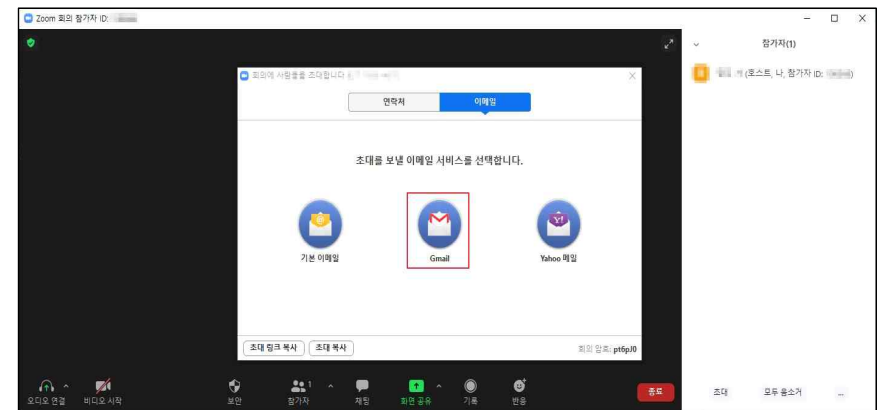 Zoom 회의 참가자 ID:
참가자(1)
회의에 사람들을 초대합니다
(호스트, 나, 참가자 ID: )
연락처
이메일
초대를 보낼 이메일 서비스를 선택합니다.
기본 이메일
Gmail
Yahoo 메일
초대 링크 복사
초대 복사
회의 암호: pt6pJ0
오디오 연결
비디오 시작
보안
1
참가자
채팅
화면 공유
기록
반응
종료
초대
모두 음소거
...